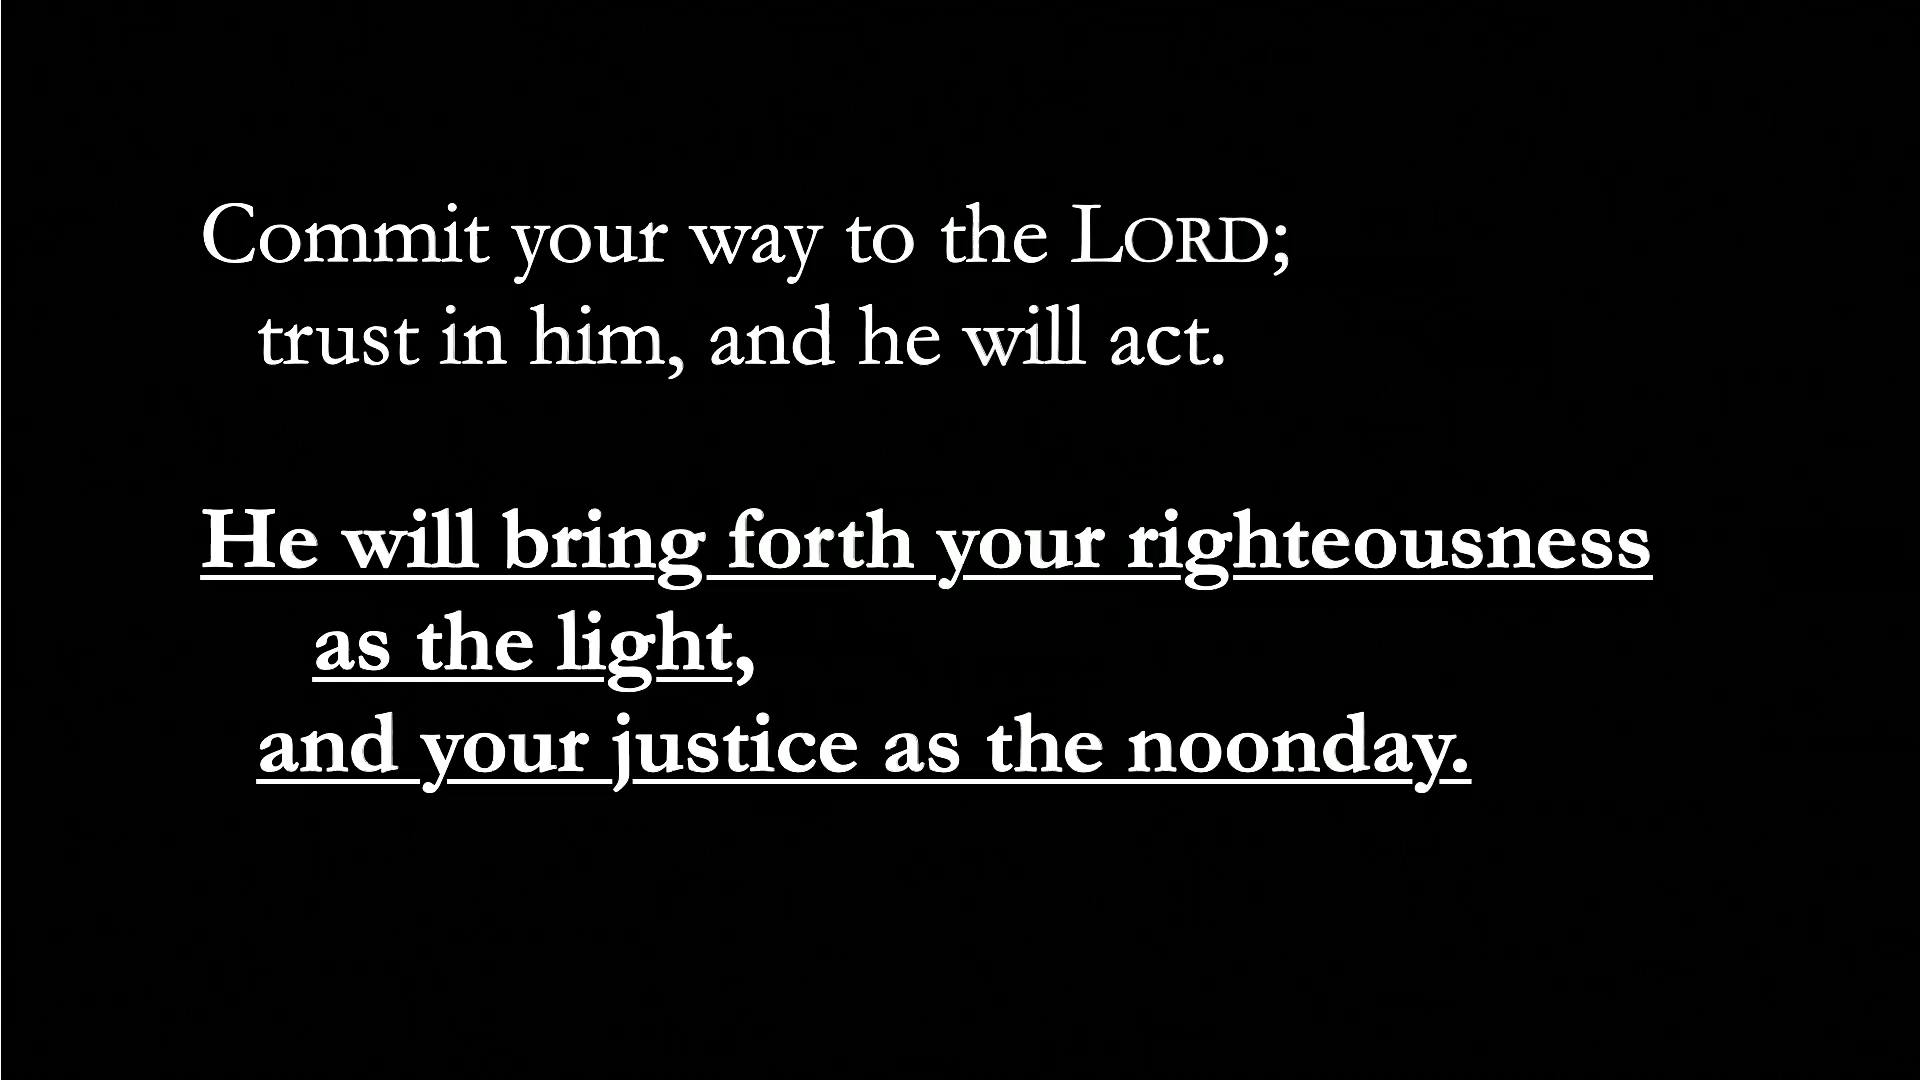 Commit your way to the LORD;
trust in him, and he will act.
He will bring forth your righteousness
as the light,
and your justice as the noonday.